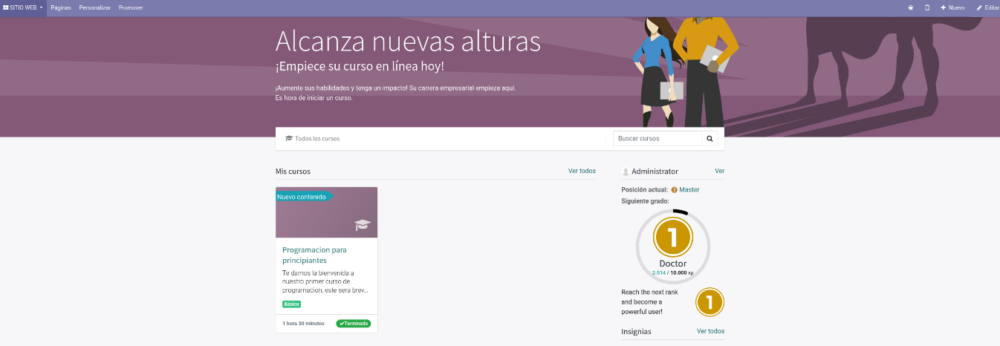 SITIO WEB
Páginas
Personalizar
Promover
Nuevo
Editar
Alcanza nuevas alturas
¡Empiece su curso en línea hoy!
¡Aumente sus habilidades y tenga un impacto! Su carrera empresarial empieza aquí.
Es hora de iniciar un curso.
Todos los cursos
Buscar cursos
Mis cursos
Ver todos
Nuevo contenido
Programacion para
principiantes
Te damos la bienvenida a
nuestro primer curso de
programacion, este sera brev...
Básico
1 hora 30 minutos
Terminado
Administrator
Ver
Posición actual: 2 Master
Siguiente grado:
1
Doctor
2.514 / 10.000 xp
Reach the next rank
and become a
powerful user!
1
Insignias
Ver todos